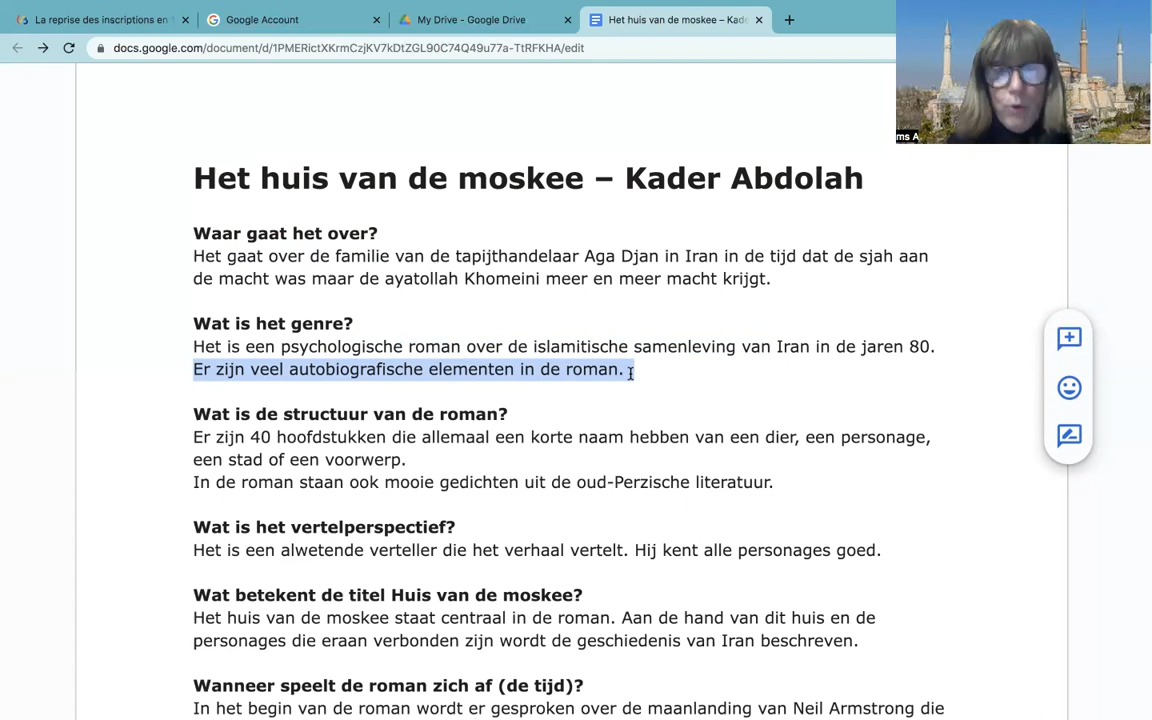 La reprise des inscriptions en
Google Account
My Drive - Google Drive
Het huis van de moskee – Kade
docs.google.com/document/d/1PMERictXKrmCzjKV7kDtZGL90C74Q49u77a-TtRFKHA/edit
ms A
Het huis van de moskee – Kader Abdolah
Waar gaat het over?
Het gaat over de familie van de tapijthandelaar Aga Djan in Iran in de tijd dat de sjah aan
de macht was maar de ayatollah Khomeini meer en meer macht krijgt.
Wat is het genre?
Het is een psychologische roman over de islamitische samenleving van Iran in de jaren 80.
Er zijn veel autobiografische elementen in de roman.
Wat is de structuur van de roman?
Er zijn 40 hoofdstukken die allemaal een korte naam hebben van een dier, een personage,
een stad of een voorwerp.
In de roman staan ook mooie gedichten uit de oud-Perzische literatuur.
Wat is het vertelperspectief?
Het is een alwetende verteller die het verhaal vertelt. Hij kent alle personages goed.
Wat betekent de titel Huis van de moskee?
Het huis van de moskee staat centraal in de roman. Aan de hand van dit huis en de
personages die eraan verbonden zijn wordt de geschiedenis van Iran beschreven.
Wanneer speelt de roman zich af (de tijd)?
In het begin van de roman wordt er gesproken over de maanlanding van Neil Armstrong die